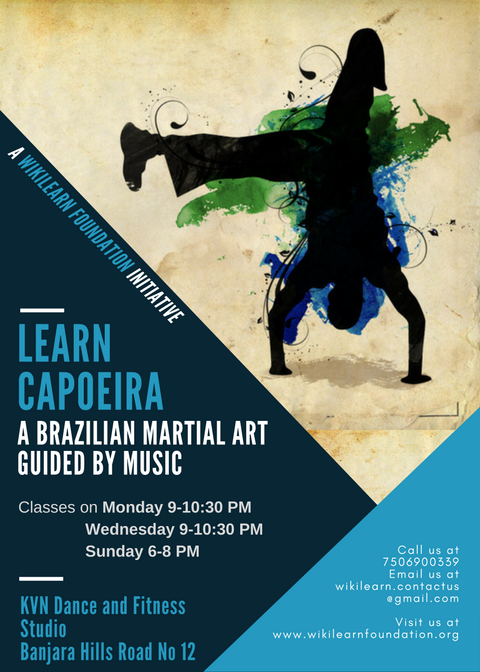 A WIKILEARN FOUNDATION INITIATIVE
LEARN
CAPOEIRA
A BRAZILIAN MARTIAL ART
GUIDED BY MUSIC
Classes on Monday 9-10:30 PM
Wednesday 9-10:30 PM
Sunday 6-8 PM
KVN Dance and Fitness
Studio
Banjara Hills Road No 12
Call us at
7506900339
Email us at
wikilearn.contactus
@gmail.com
Visit us at
www.wikilearnfoundation.org